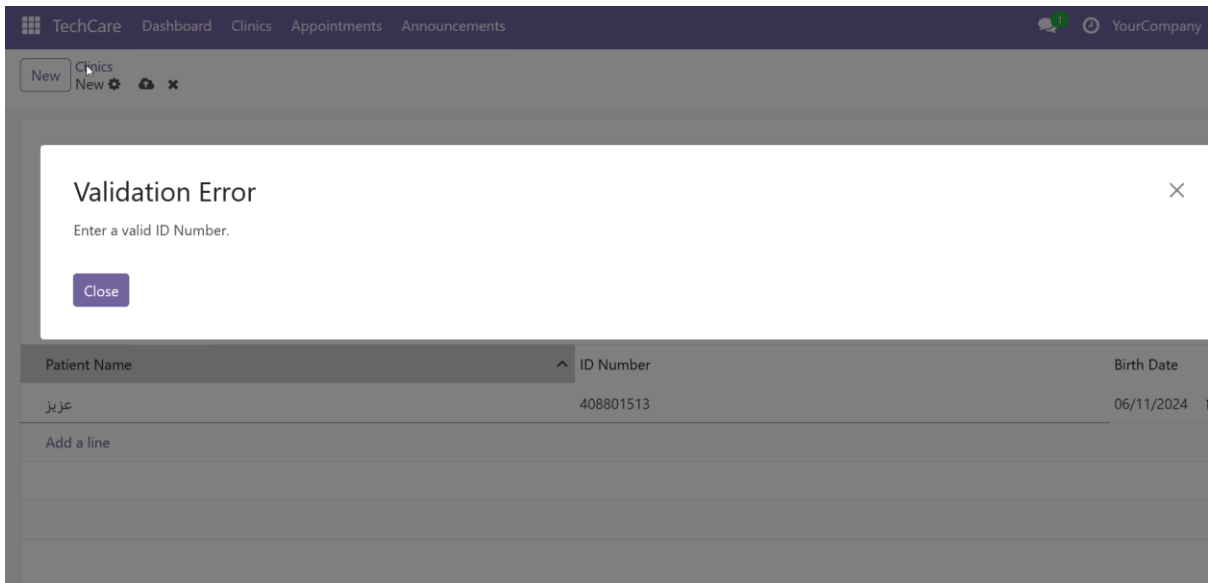 TechCare Dashboard Clinics Appointments Announcements 1 YourCompany
New Clinics
New
Validation Error
Enter a valid ID Number.
Close
Patient Name ID Number Birth Date
عزيز 408801513 06/11/2024
Add a line